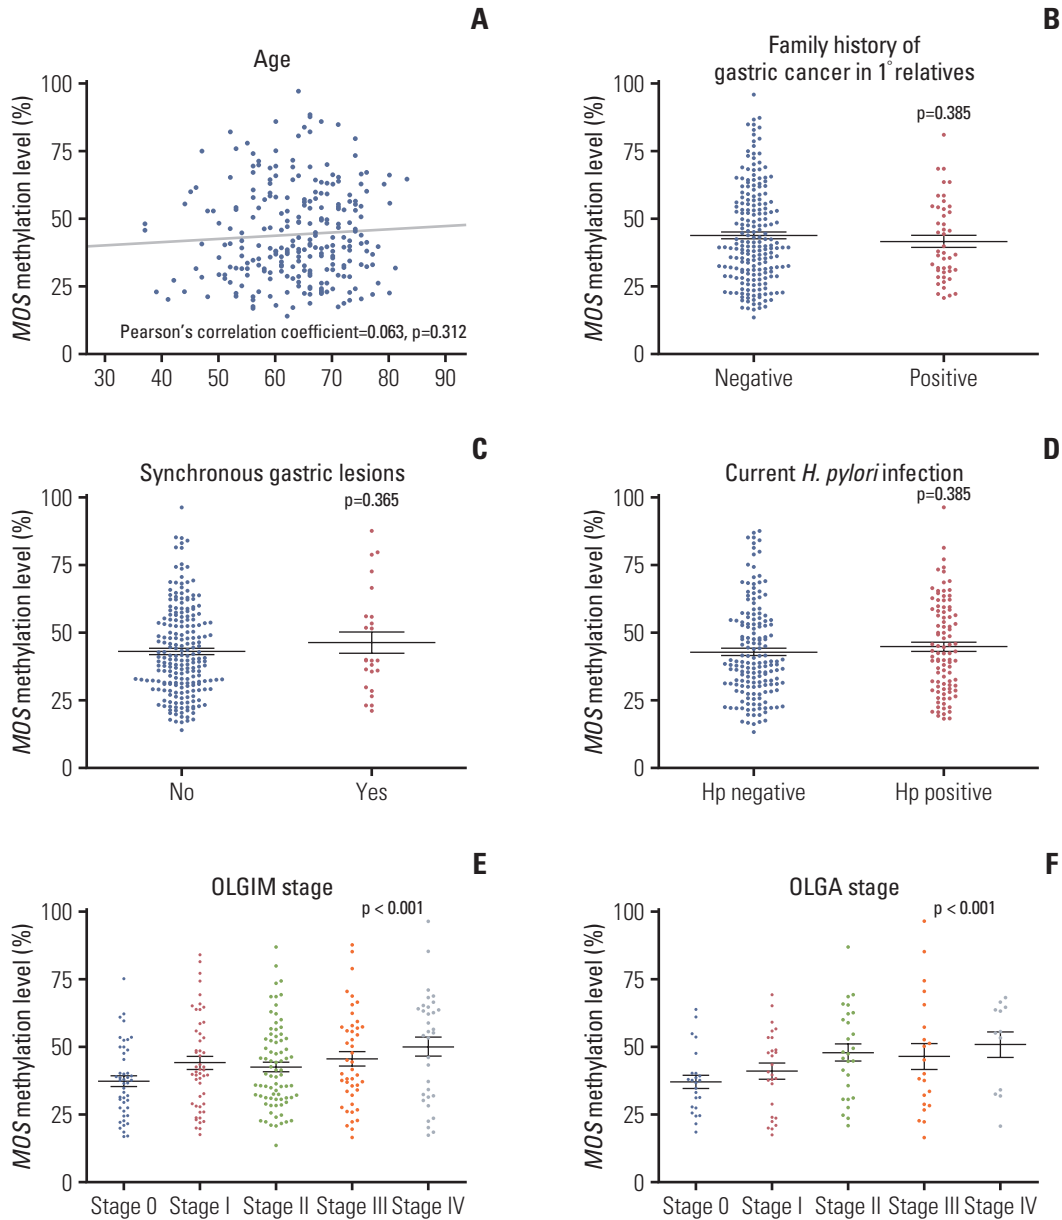 A
Age
MOS methylation level (%)
100
75
50
25
0
Pearson's correlation coefficient=0.063, p=0.312
30 40 50 60 70 80 90
B
Family history of
gastric cancer in 1° relatives
p=0.385
MOS methylation level (%)
100
75
50
25
0
Negative Positive
C
Synchronous gastric lesions
p=0.365
MOS methylation level (%)
100
75
50
25
0
No Yes
D
Current H. pylori infection
p=0.385
MOS methylation level (%)
100
75
50
25
0
Hp negative Hp positive
E
OLGIM stage
p < 0.001
MOS methylation level (%)
100
75
50
25
0
Stage 0 Stage I Stage II Stage III Stage IV
F
OLGA stage
p < 0.001
MOS methylation level (%)
100
75
50
25
0
Stage 0 Stage I Stage II Stage III Stage IV